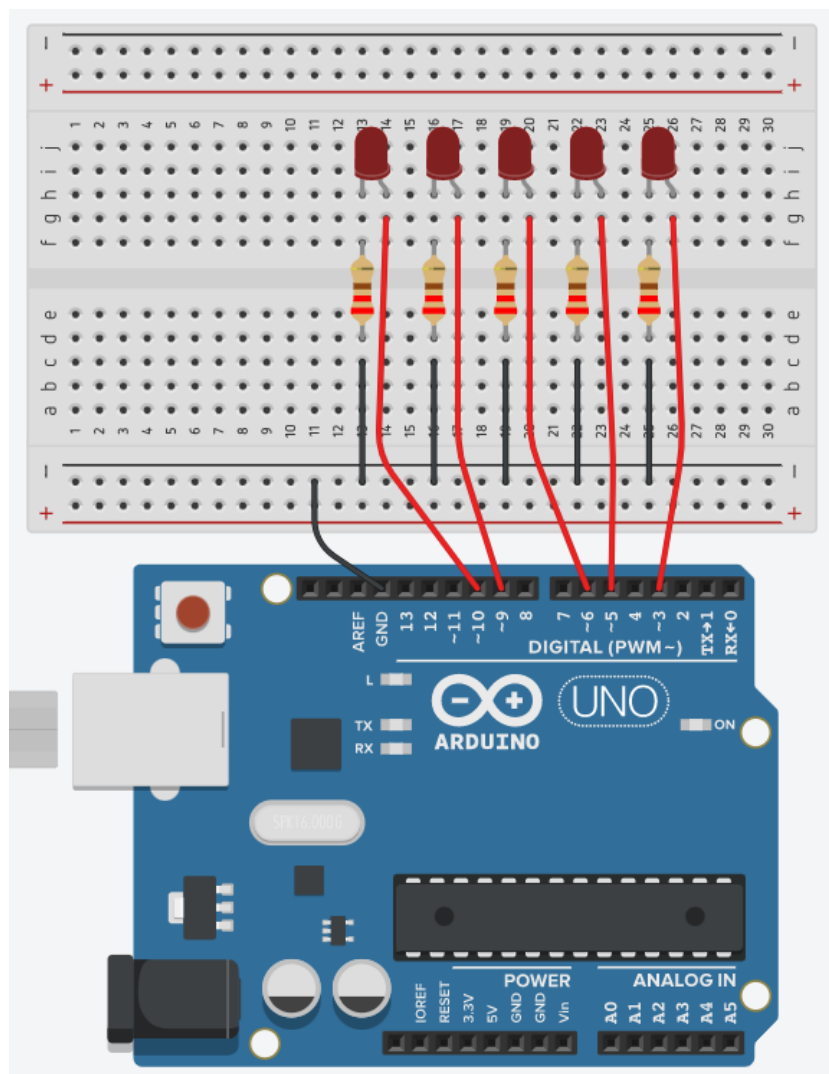 − −
+ +
1 2 3 4 5 6 7 8 9 10 11 12 13 14 15 16 17 18 19 20 21 22 23 24 25 26 27 28 29 30
j j
i i
h h
g g
f f
e e
d d
c c
b b
a a
1 2 3 4 5 6 7 8 9 10 11 12 13 14 15 16 17 18 19 20 21 22 23 24 25 26 27 28 29 30
− −
+ +
AREF GND 13 12 ~11 ~10 ~9 8 7 ~6 ~5 4 ~3 2 TX→1 RX←0
DIGITAL (PWM~)
L
TX
RX
UNO
ARDUINO
ON
SPK16.000G
POWER
ANALOG IN
IOREF RESET 3.3V 5V GND GND Vin A0 A1 A2 A3 A4 A5